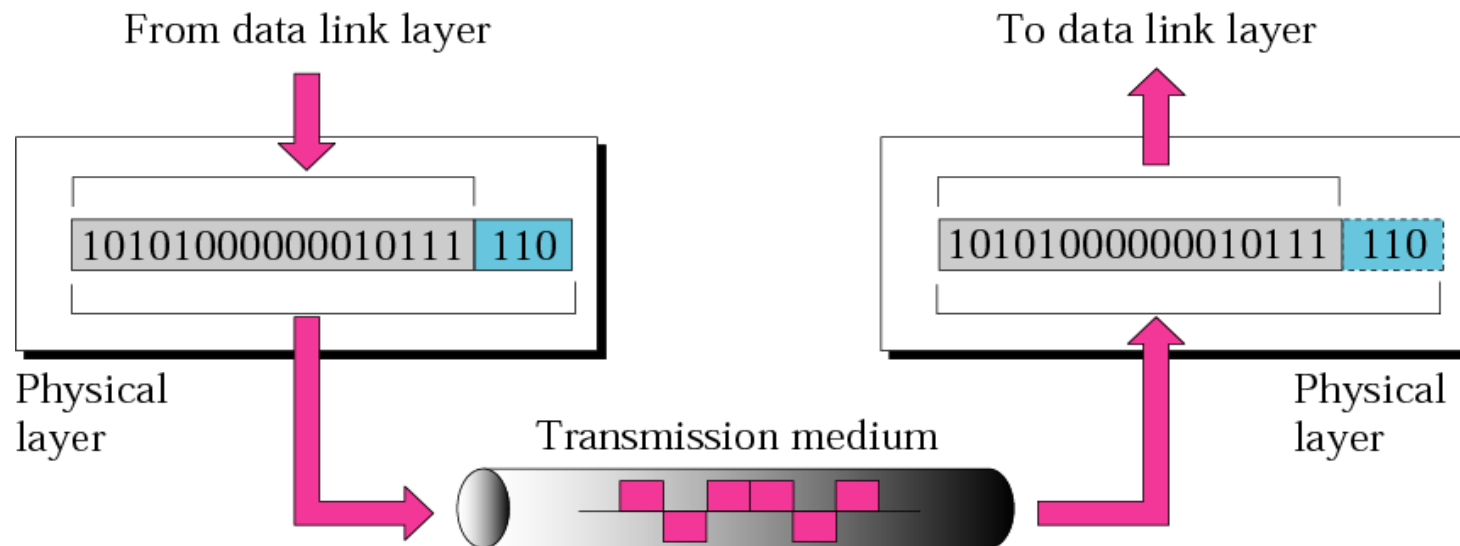 From data link layer
To data link layer
10101000000010111 110
10101000000010111 110
Physical
layer
Transmission medium
Physical
layer